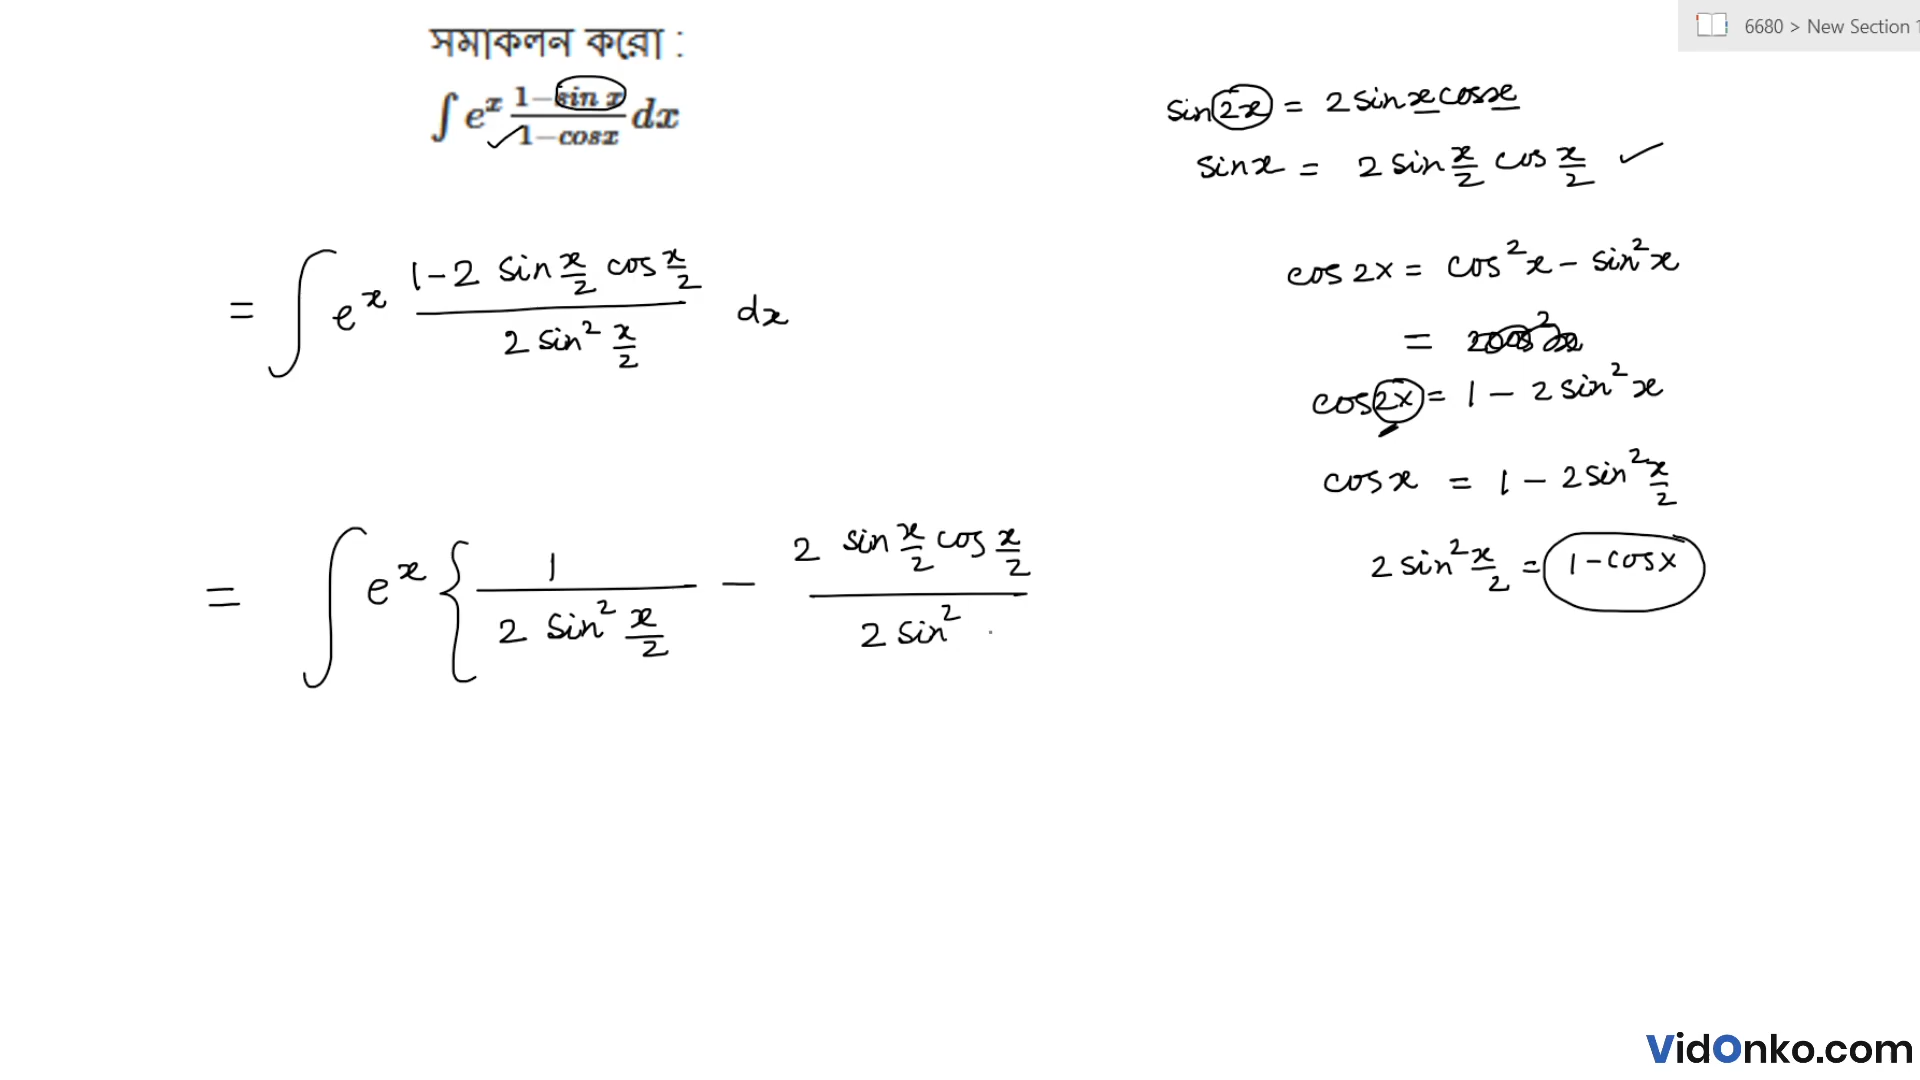 6680 > New Section 1
সমাকলন করো :
∫ e^x (1−sin x)/(1−cosx) dx
= ∫ e^x (1−2 sin x/2 cos x/2)/(2 sin² x/2) dx
= ∫ e^x { 1/(2 sin² x/2) − (2 sin x/2 cos x/2)/(2 sin²
sin 2x = 2 sin x cos x
sin x = 2 sin x/2 cos x/2 ✓
cos 2x = cos² x − sin² x
=
cos 2x = 1 − 2 sin² x
cos x = 1 − 2 sin² x/2
2 sin² x/2 = 1 − cos x
VidOnko.com